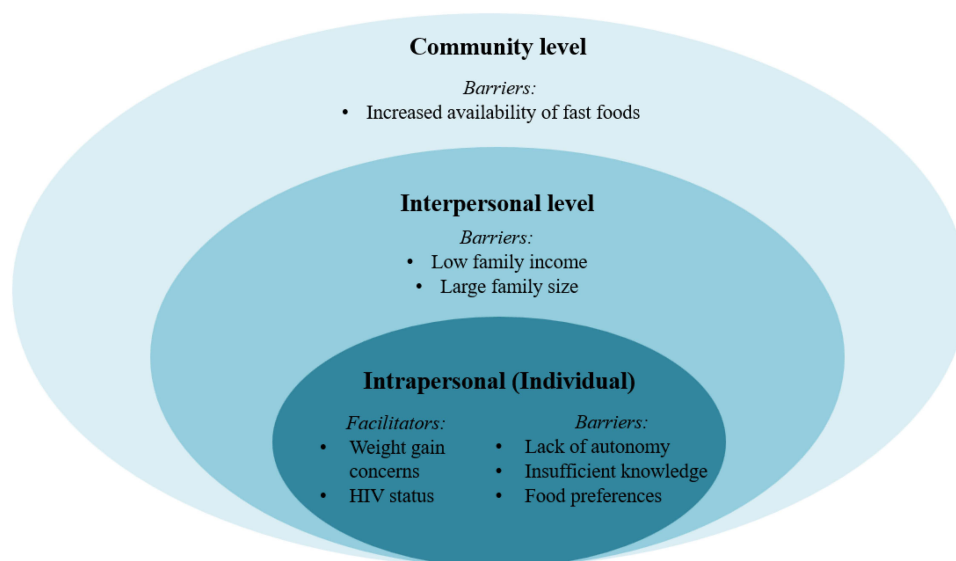 Community level
Barriers:
• Increased availability of fast foods
Interpersonal level
Barriers:
• Low family income
• Large family size
Intrapersonal (Individual)
Facilitators:
• Weight gain
concerns
• HIV status
Barriers:
• Lack of autonomy
• Insufficient knowledge
• Food preferences